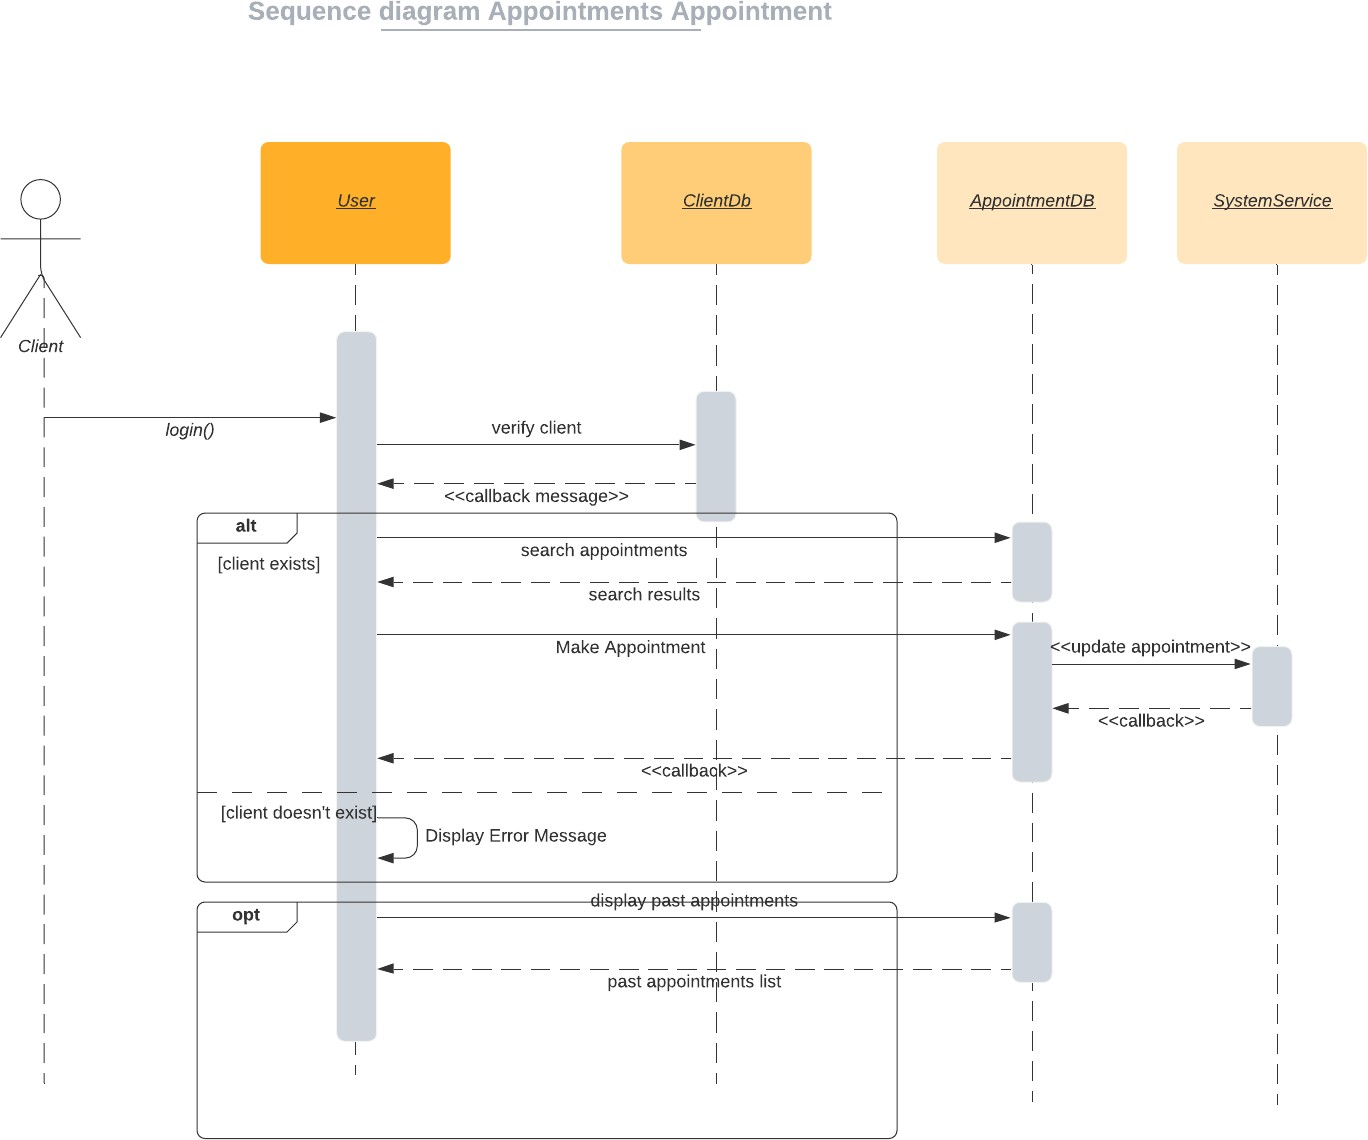 Sequence diagram Appointments Appointment
User
ClientDb
AppointmentDB
SystemService
Client
login()
verify client
<<callback message>>
alt
[client exists]
search appointments
search results
Make Appointment
<<update appointment>>
<<callback>>
<<callback>>
[client doesn't exist]
Display Error Message
display past appointments
opt
past appointments list